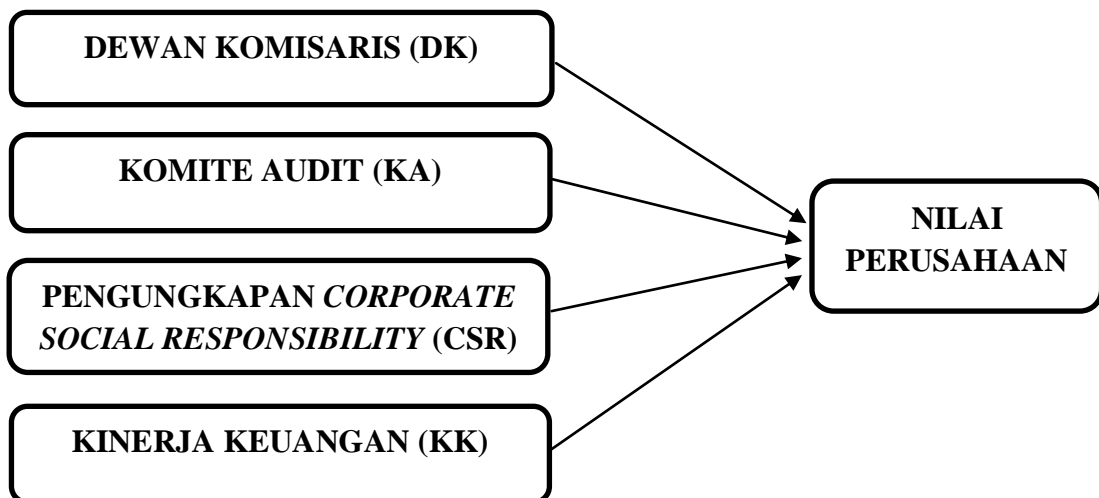 DEWAN KOMISARIS (DK)
KOMITE AUDIT (KA)
PENGUNGKAPAN CORPORATE
SOCIAL RESPONSIBILITY (CSR)
KINERJA KEUANGAN (KK)
NILAI
PERUSAHAAN